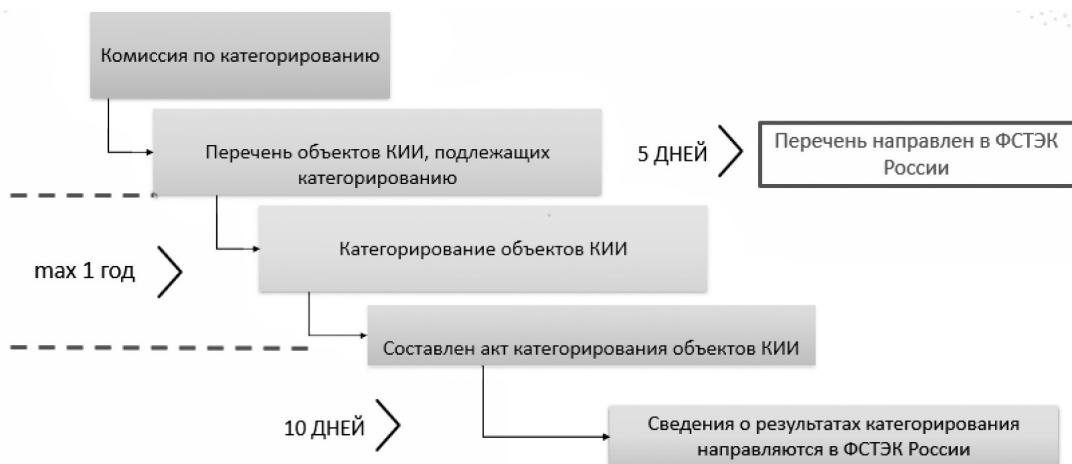 Комиссия по категорированию
Перечень объектов КИИ, подлежащих
категорированию
5 ДНЕЙ
Перечень направлен в ФСТЭК
России
Категорирование объектов КИИ
max 1 год
Составлен акт категорирования объектов КИИ
10 ДНЕЙ
Сведения о результатах категорирования
направляются в ФСТЭК России